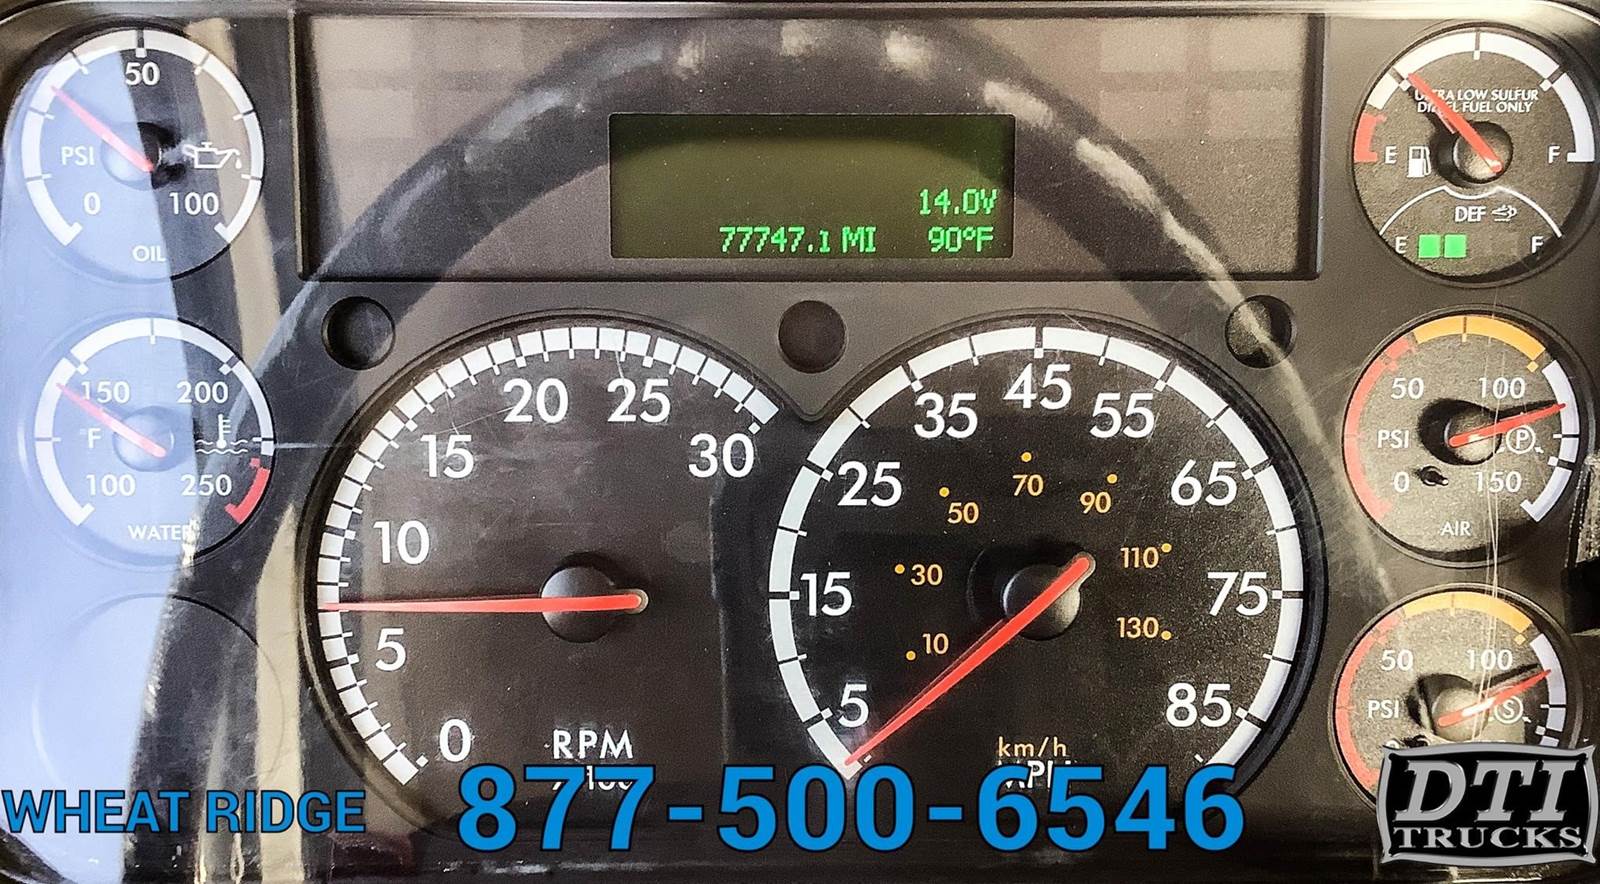 50
PSI
0 100
OIL
150 200
°F
100 250
WATER
0 5 10 15 20 25 30
RPM
14.0V
77747.1 MI 90°F
5 15 25 35 45 55 65 75 85
10 30 50 70 90 110 130
km/h
MPH
ULTRA LOW SULFUR
DIESEL FUEL ONLY
E F
DEF
E F
50 100
PSI P
0 150
AIR
50 100
PSI S
WHEAT RIDGE
877-500-6546
DTI
TRUCKS